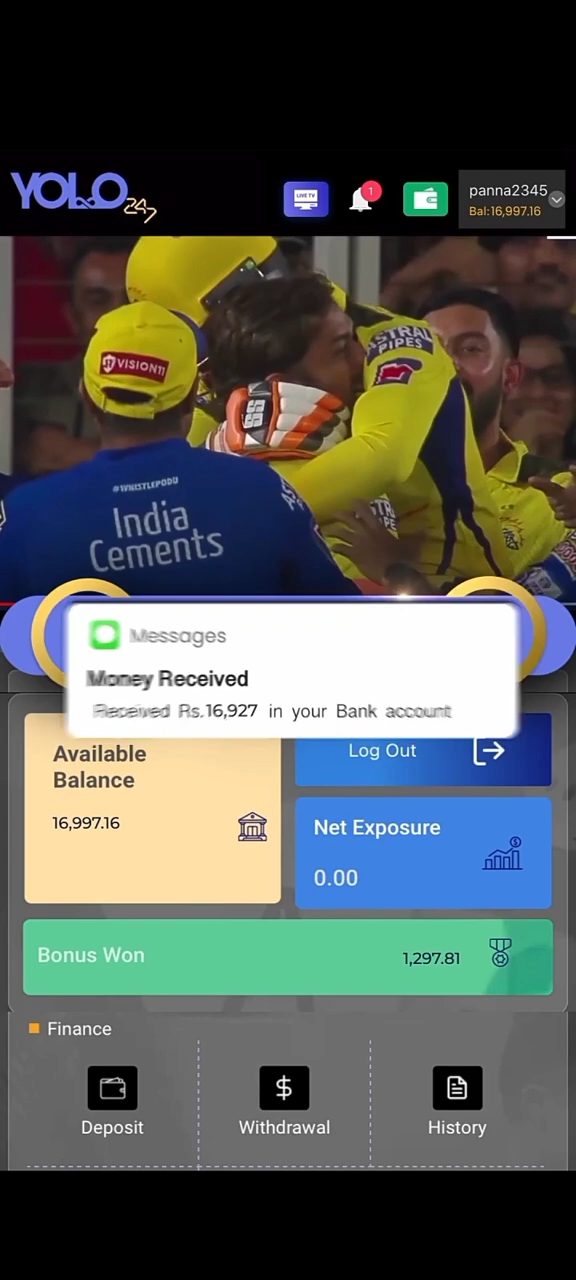 YOLO
247
LIVE TV
1
panna2345
Bal:16,997.16
VISION11
ASTRAL
PIPES
SG
#WHISTLEPODU
India
Cements
Messages
Money Received
Received Rs.16,927 in your Bank account
Available
Balance
16,997.16
Log Out
Net Exposure
0.00
Bonus Won
1,297.81
Finance
Deposit
Withdrawal
History